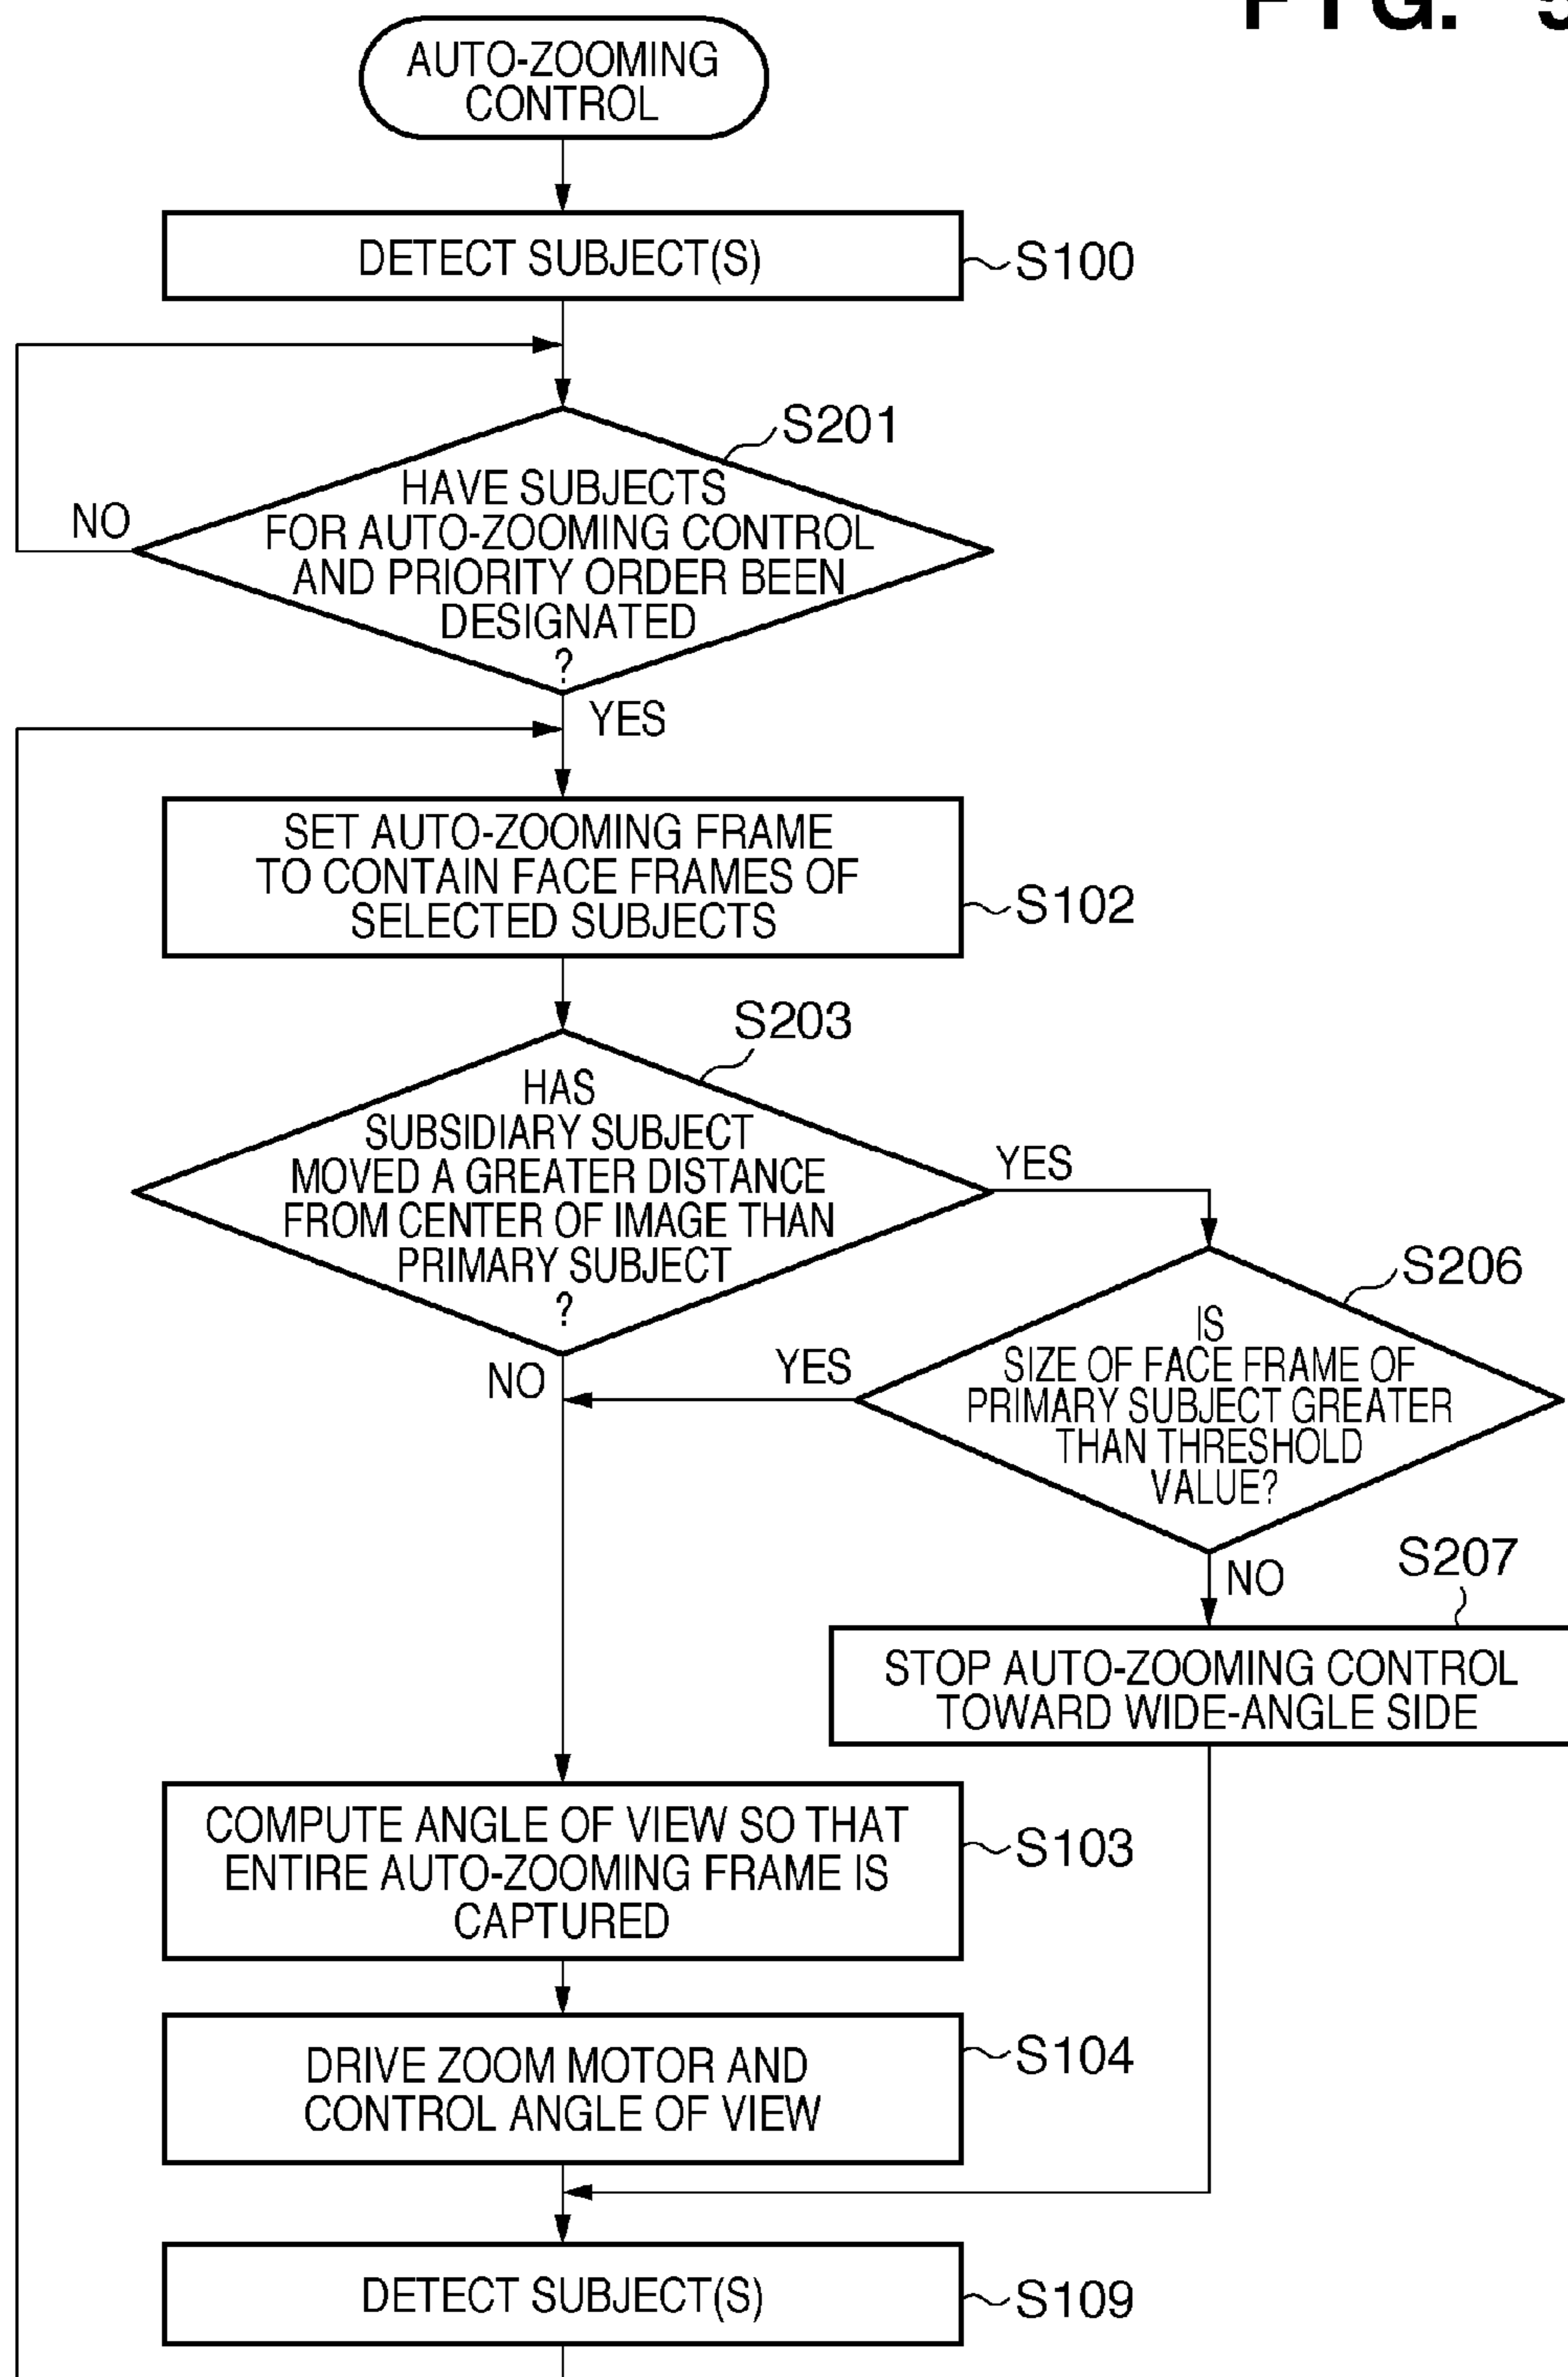 FIG.
AUTO-ZOOMING
CONTROL
DETECT SUBJECT(S)
S100
S201
HAVE SUBJECTS
FOR AUTO-ZOOMING CONTROL
AND PRIORITY ORDER BEEN
DESIGNATED
?
NO
YES
SET AUTO-ZOOMING FRAME
TO CONTAIN FACE FRAMES OF
SELECTED SUBJECTS
S102
S203
HAS
SUBSIDIARY SUBJECT
MOVED A GREATER DISTANCE
FROM CENTER OF IMAGE THAN
PRIMARY SUBJECT
?
YES
NO
S206
IS
SIZE OF FACE FRAME OF
PRIMARY SUBJECT GREATER
THAN THRESHOLD
VALUE?
YES
NO
S207
STOP AUTO-ZOOMING CONTROL
TOWARD WIDE-ANGLE SIDE
COMPUTE ANGLE OF VIEW SO THAT
ENTIRE AUTO-ZOOMING FRAME IS
CAPTURED
S103
DRIVE ZOOM MOTOR AND
CONTROL ANGLE OF VIEW
S104
DETECT SUBJECT(S)
S109